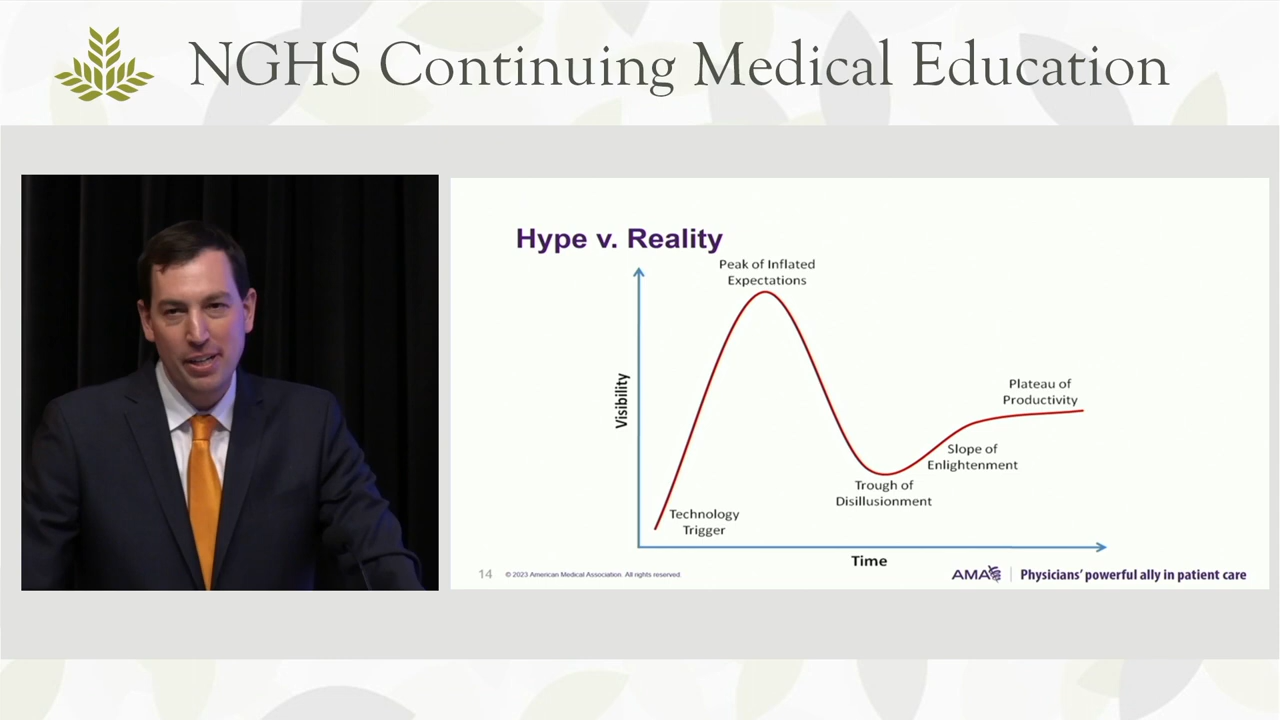 NGHS Continuing Medical Education
Hype v. Reality
Peak of Inflated
Expectations
Visibility
Plateau of
Productivity
Slope of
Enlightenment
Trough of
Disillusionment
Technology
Trigger
Time
14
© 2023 American Medical Association. All rights reserved.
AMA
Physicians' powerful ally in patient care